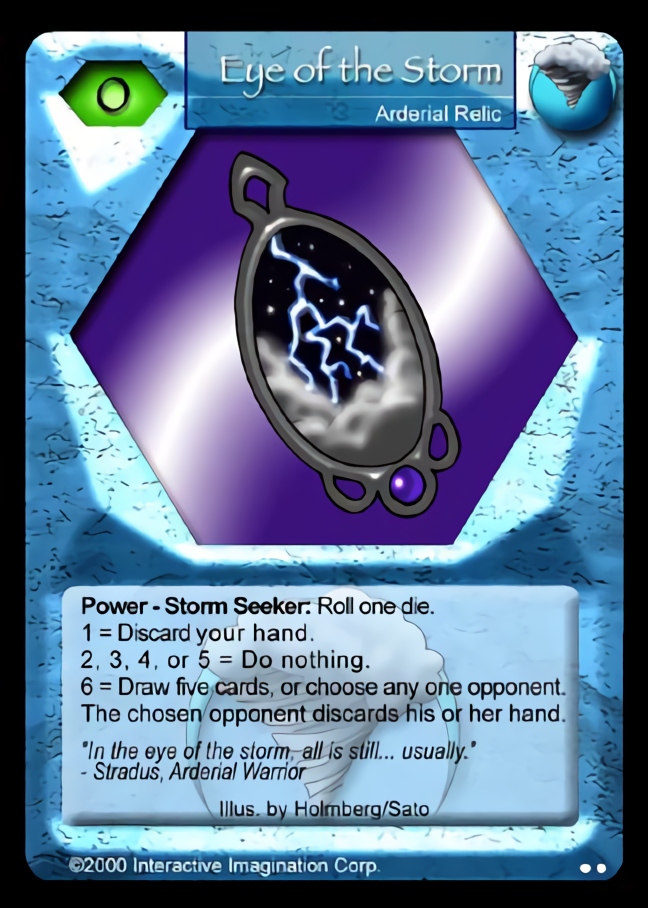 Eye of the Storm
0
Arderial Relic
Power - Storm Seeker: Roll one die.
1 = Discard your hand.
2, 3, 4, or 5 = Do nothing.
6 = Draw five cards, or choose any one opponent.
The chosen opponent discards his or her hand.
"In the eye of the storm, all is still... usually."
- Stradus, Arderial Warrior
Illus. by Holmberg/Sato
©2000 Interactive Imagination Corp.